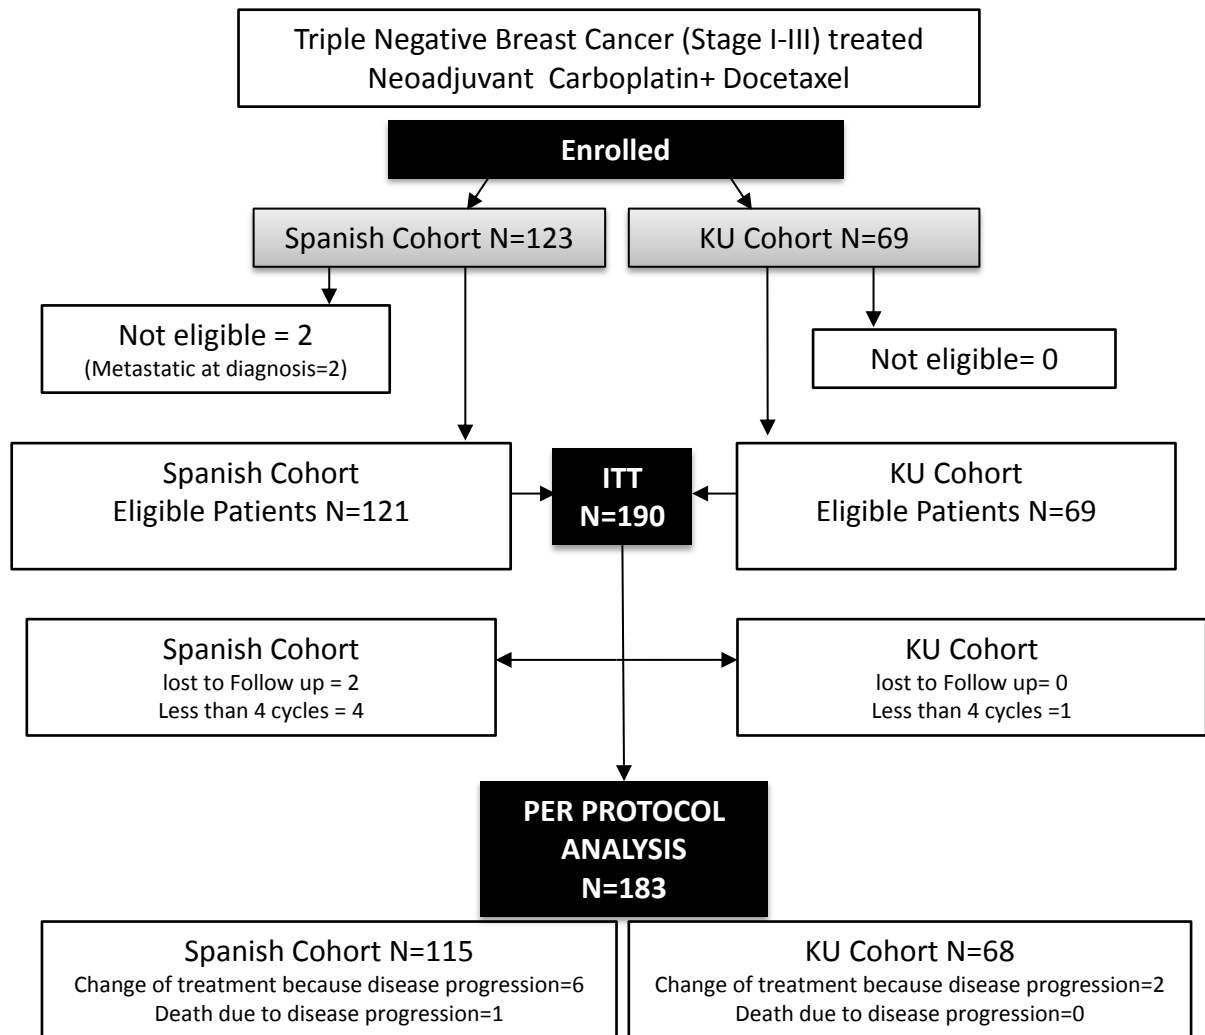 Triple Negative Breast Cancer (Stage I-III) treated
Neoadjuvant Carboplatin+ Docetaxel
Enrolled
Spanish Cohort N=123
KU Cohort N=69
Not eligible = 2
(Metastatic at diagnosis=2)
Not eligible= 0
Spanish Cohort
Eligible Patients N=121
ITT
N=190
KU Cohort
Eligible Patients N=69
Spanish Cohort
lost to Follow up = 2
Less than 4 cycles = 4
KU Cohort
lost to Follow up= 0
Less than 4 cycles =1
PER PROTOCOL
ANALYSIS
N=183
Spanish Cohort N=115
Change of treatment because disease progression=6
Death due to disease progression=1
KU Cohort N=68
Change of treatment because disease progression=2
Death due to disease progression=0